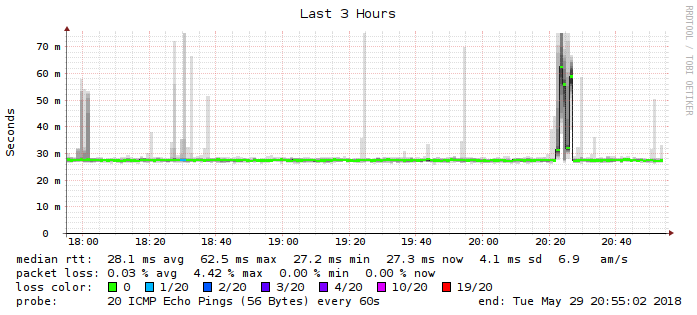 Last 3 Hours
RRDTOOL / TOBI OETIKER
Seconds
70 m
60 m
50 m
40 m
30 m
20 m
10 m
0
18:00 18:20 18:40 19:00 19:20 19:40 20:00 20:20 20:40
median rtt: 28.1 ms avg 62.5 ms max 27.2 ms min 27.3 ms now 4.1 ms sd 6.9 am/s
packet loss: 0.03 % avg 4.42 % max 0.00 % min 0.00 % now
loss color: 0 1/20 2/20 3/20 4/20 10/20 19/20
probe: 20 ICMP Echo Pings (56 Bytes) every 60s end: Tue May 29 20:55:02 2018